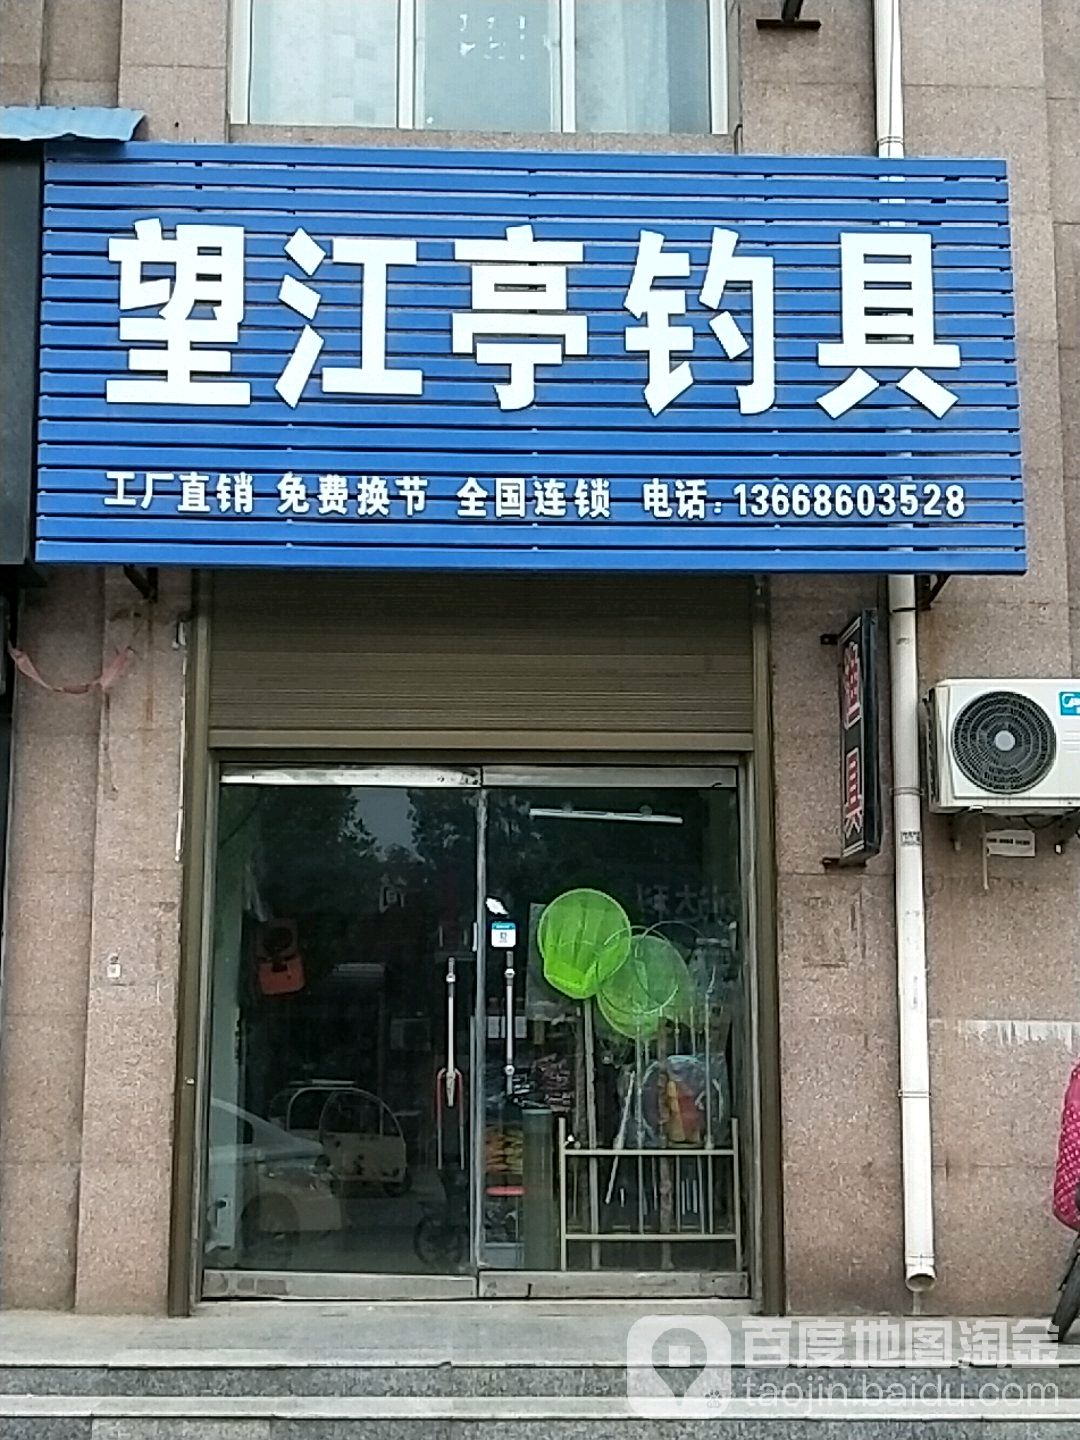 望江亭钓具
工厂直销 免费换节 全国连锁 电话:13668603528
百度地图淘金
taojin.baidu.com